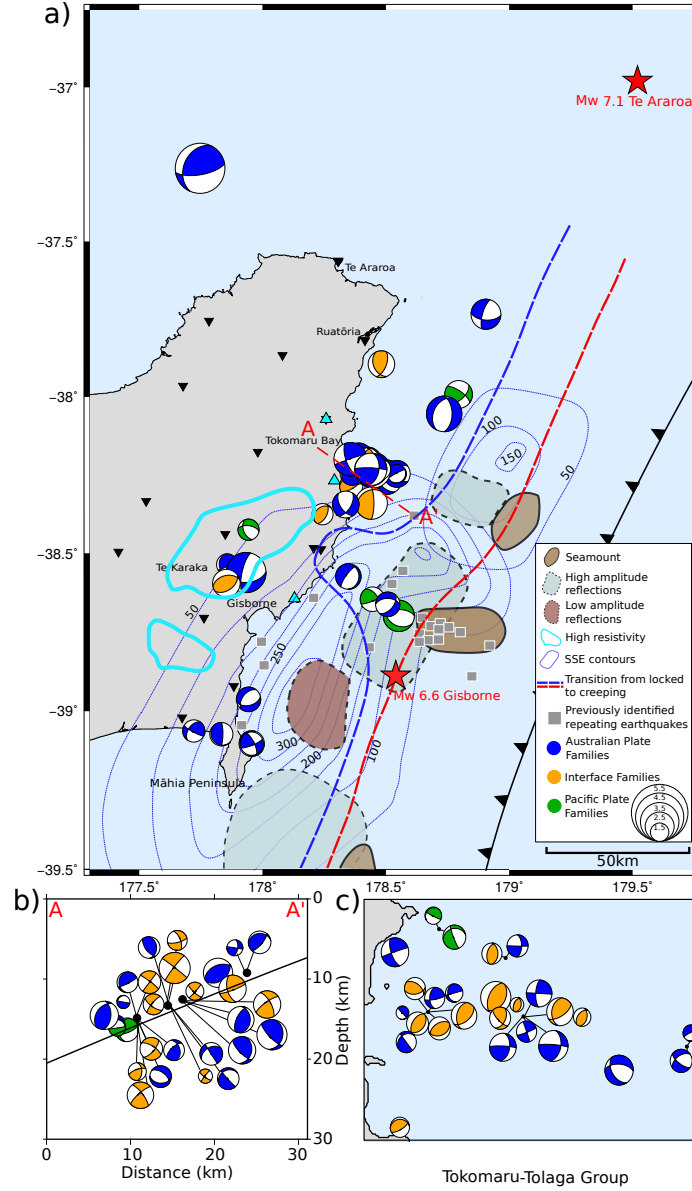 a)
−37˚
−37.5˚
−38˚
−38.5˚
−39˚
−39.5˚
177.5˚
178˚
178.5˚
179˚
179.5˚
Mw 7.1 Te Araroa
Te Araroa
Ruatōria
Tokomaru Bay
A
A'
Te Karaka
Gisborne
Mw 6.6 Gisborne
Māhia Peninsula
100
150
50
50
250
300
200
100
Seamount
High amplitude
reflections
Low amplitude
reflections
High resistivity
SSE contours
Transition from locked
to creeping
Previously identified
repeating earthquakes
Australian Plate
Families
Interface Families
Pacific Plate
Families
5.5
4.5
3.5
2.5
1.5
50km
b)
A
A'
0
10
20
30
Depth (km)
0
10
20
30
Distance (km)
c)
Tokomaru-Tolaga Group